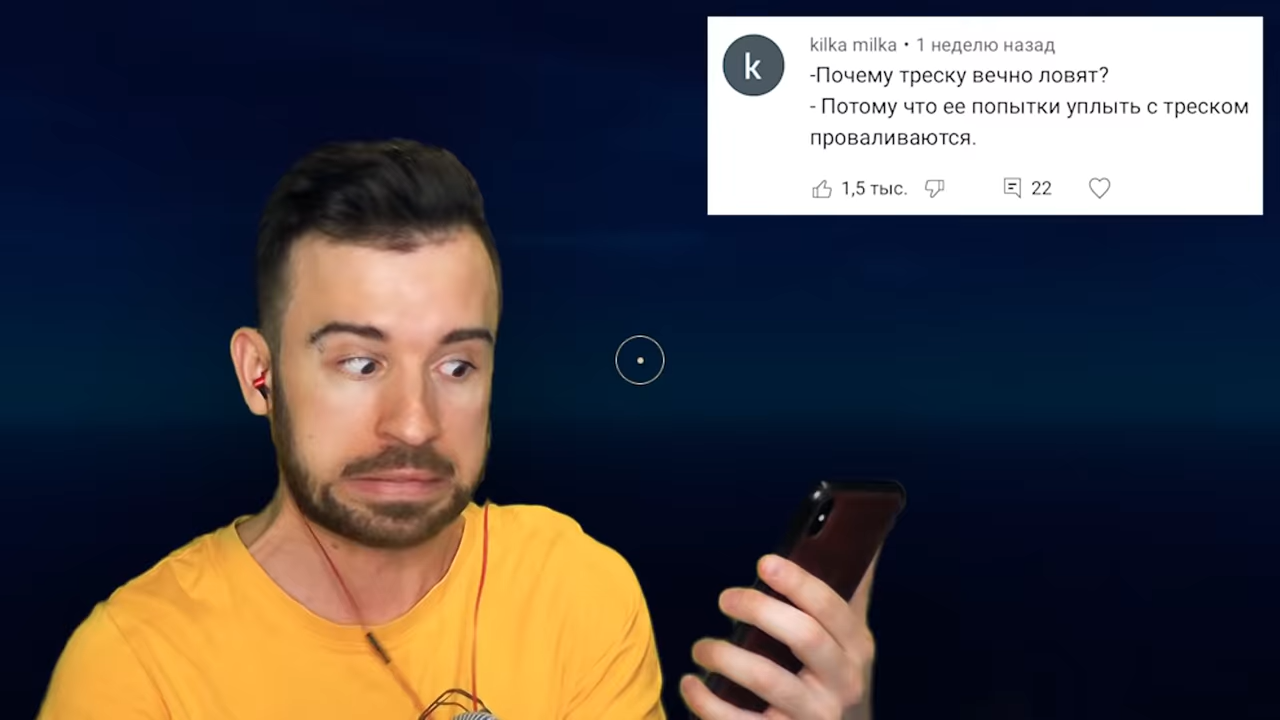 k
kilka milka • 1 неделю назад
-Почему треску вечно ловят?
- Потому что ее попытки уплыть с треском
проваливаются.
1,5 тыс. 22